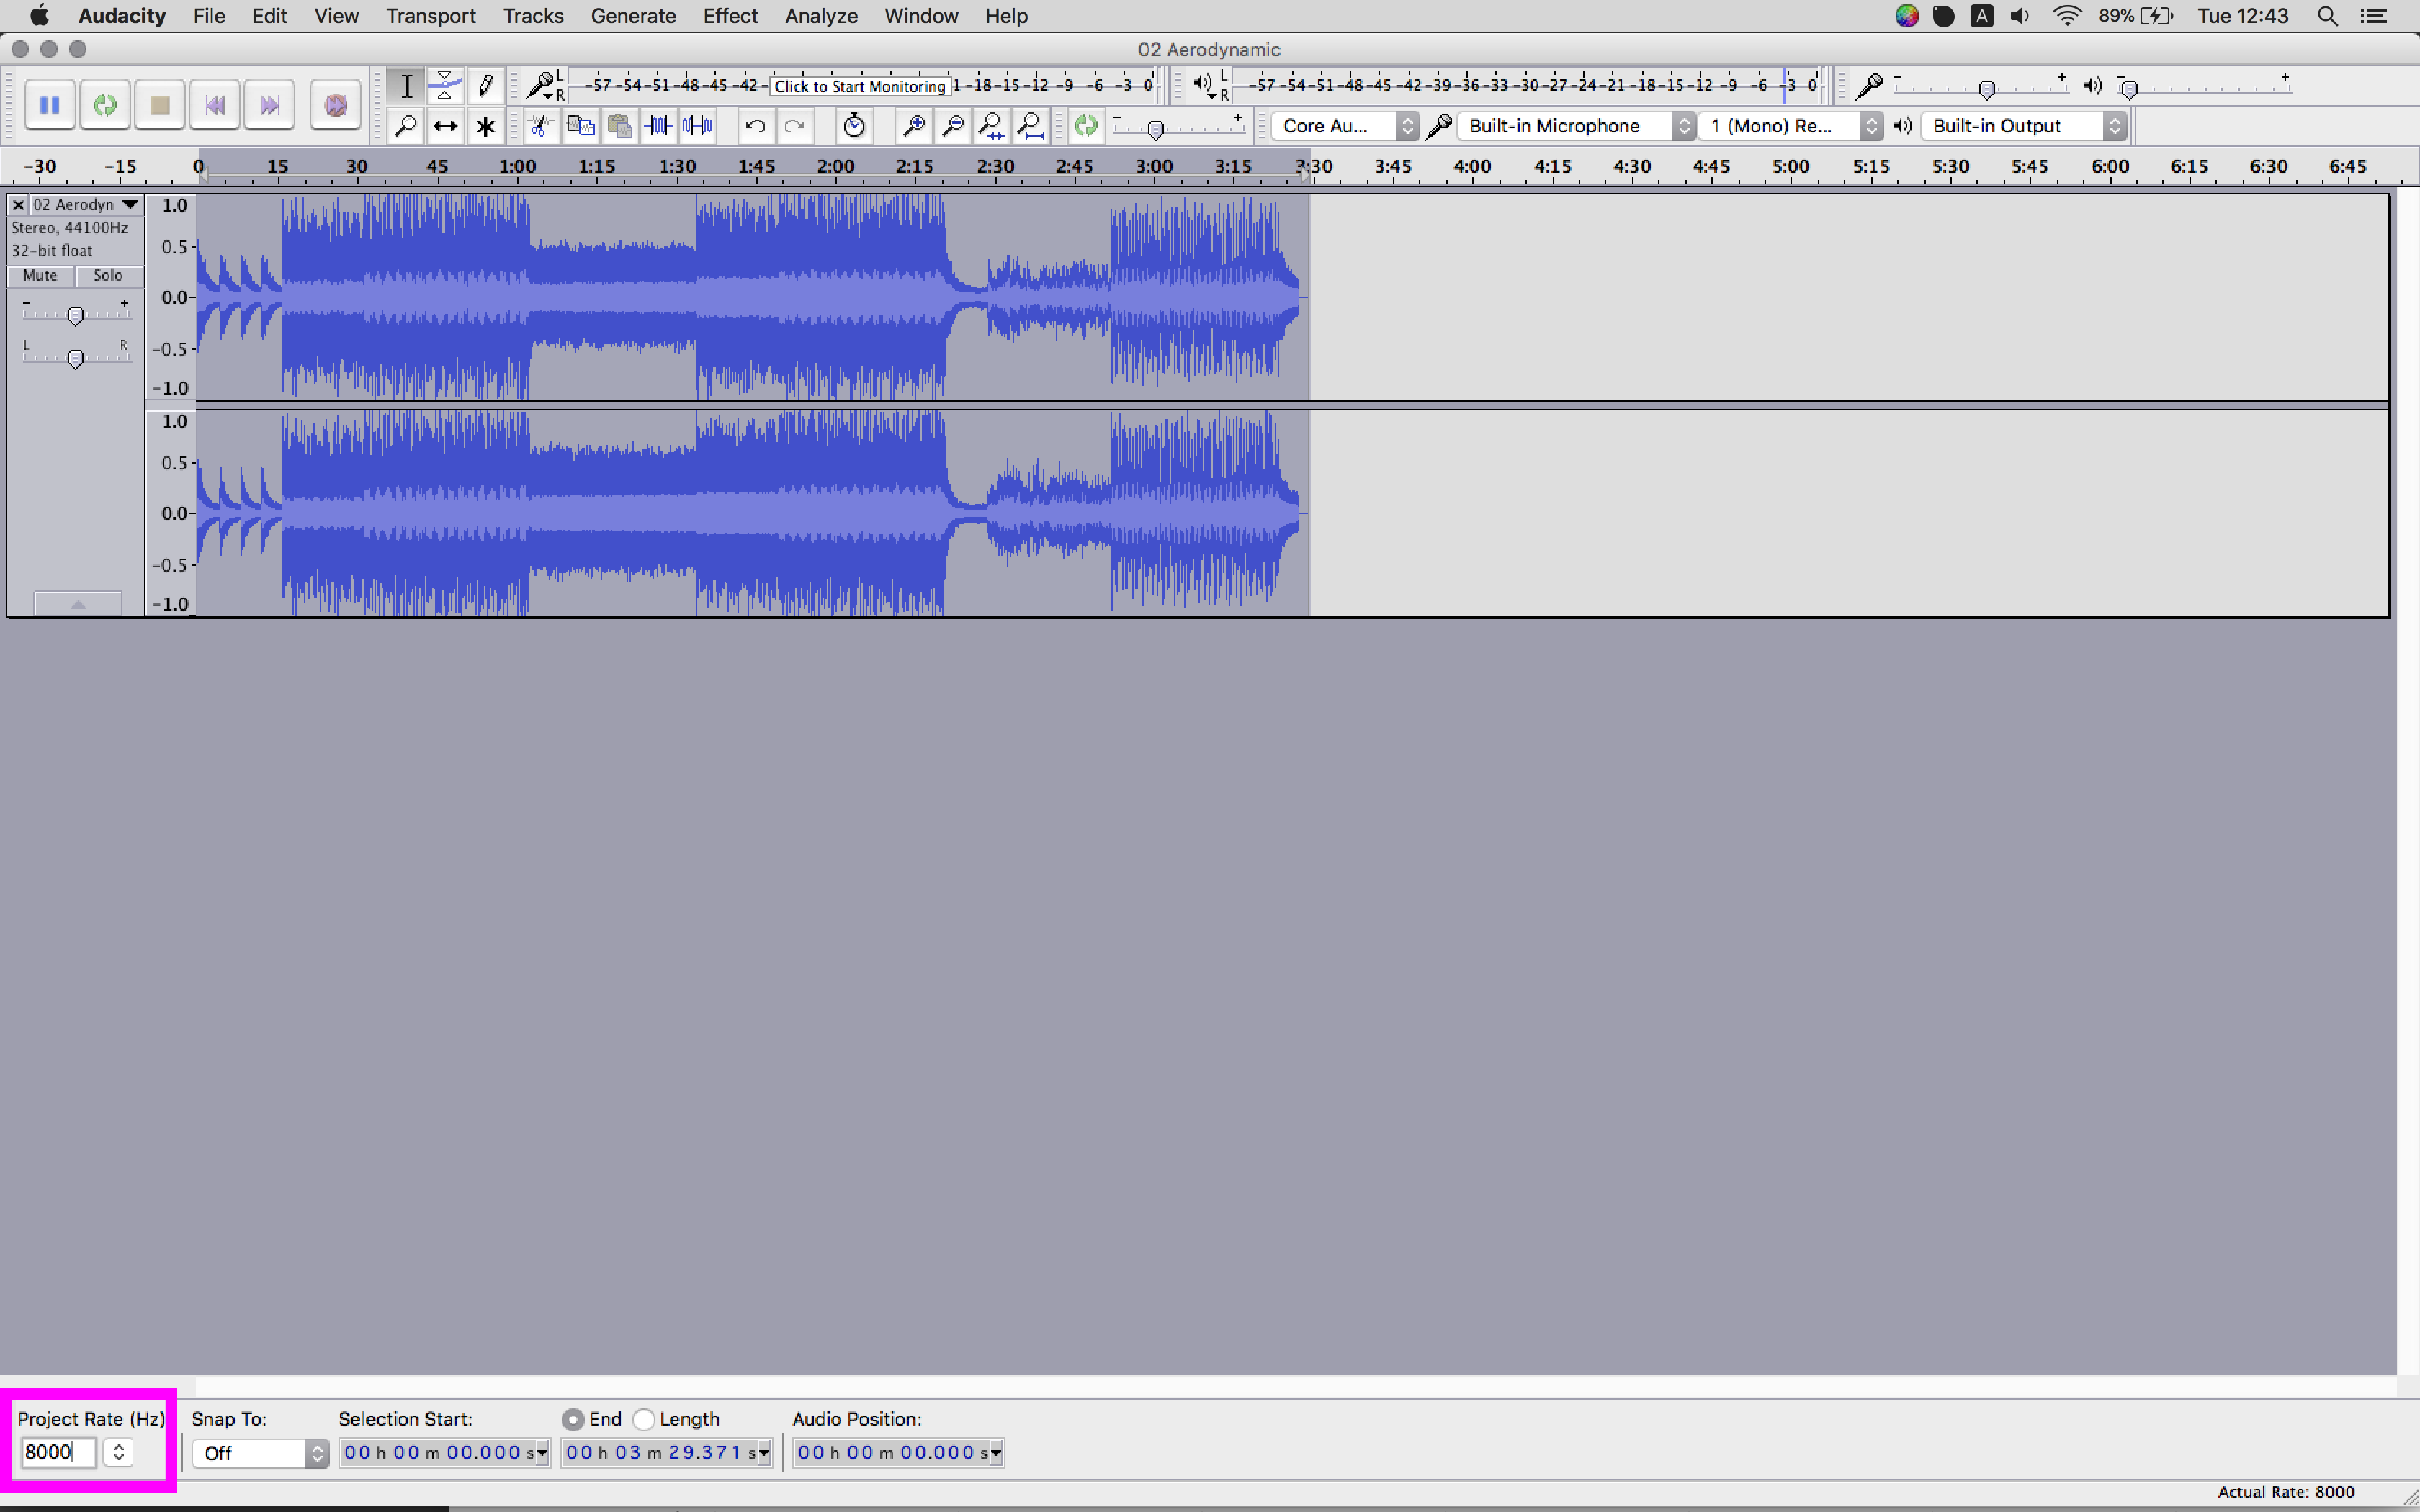 Audacity File Edit View Transport Tracks Generate Effect Analyze Window Help A 89% Tue 12:43
02 Aerodynamic
L R -57 -54 -51 -48 -45 -42 - Click to Start Monitoring 1 -18 -15 -12 -9 -6 -3 0 L R -57 -54 -51 -48 -45 -42 -39 -36 -33 -30 -27 -24 -21 -18 -15 -12 -9 -6 -3 0 - + - +
- + Core Au... Built-in Microphone 1 (Mono) Re... Built-in Output
-30 -15 0 15 30 45 1:00 1:15 1:30 1:45 2:00 2:15 2:30 2:45 3:00 3:15 3:30 3:45 4:00 4:15 4:30 4:45 5:00 5:15 5:30 5:45 6:00 6:15 6:30 6:45
02 Aerodyn 1.0
Stereo, 44100Hz
32-bit float 0.5
Mute Solo
- + 0.0
L R -0.5
-1.0
1.0
0.5
0.0
-0.5
-1.0
Project Rate (Hz) Snap To: Selection Start: End Length Audio Position:
8000 Off 00 h 00 m 00.000 s 00 h 03 m 29.371 s 00 h 00 m 00.000 s
Actual Rate: 8000